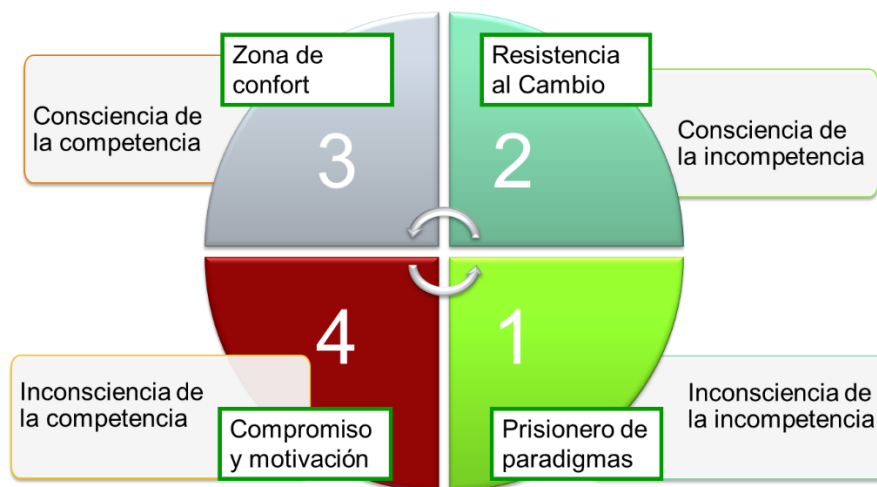 Zona de
confort
Resistencia
al Cambio
Consciencia de
la competencia
3
2
Consciencia de
la incompetencia
4
1
Inconsciencia de
la competencia
Inconsciencia de
la incompetencia
Compromiso
y motivación
Prisionero de
paradigmas